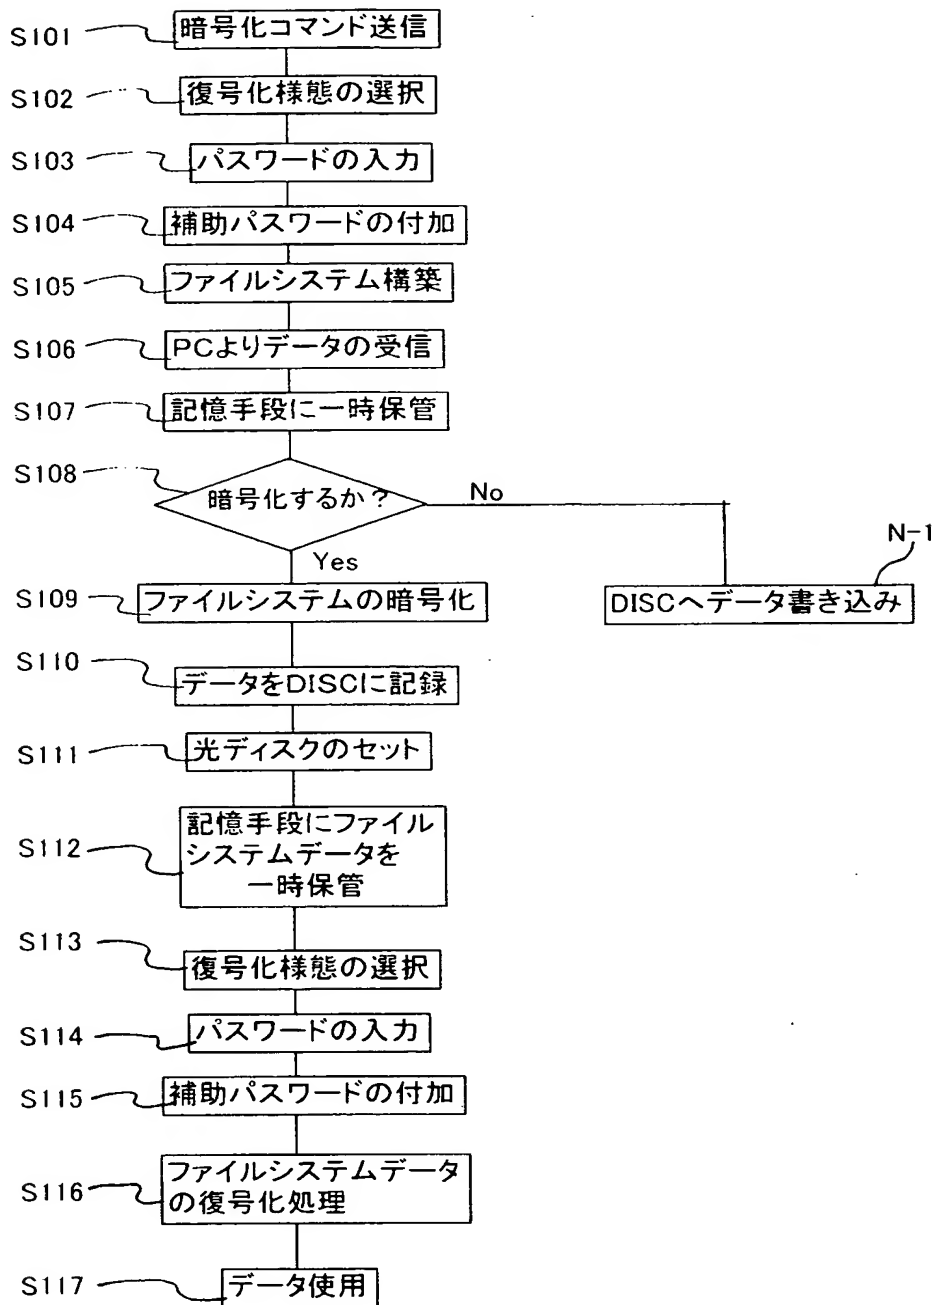 S101 暗号化コマンド送信
S102 復号化様態の選択
S103 パスワードの入力
S104 補助パスワードの付加
S105 ファイルシステム構築
S106 PCよりデータの受信
S107 記憶手段に一時保管
S108 暗号化するか？
No
Yes
N-1
S109 ファイルシステムの暗号化
DISCへデータ書き込み
S110 データをDISCに記録
S111 光ディスクのセット
S112 記憶手段にファイル
システムデータを
一時保管
S113 復号化様態の選択
S114 パスワードの入力
S115 補助パスワードの付加
S116 ファイルシステムデータ
の復号化処理
S117 データ使用